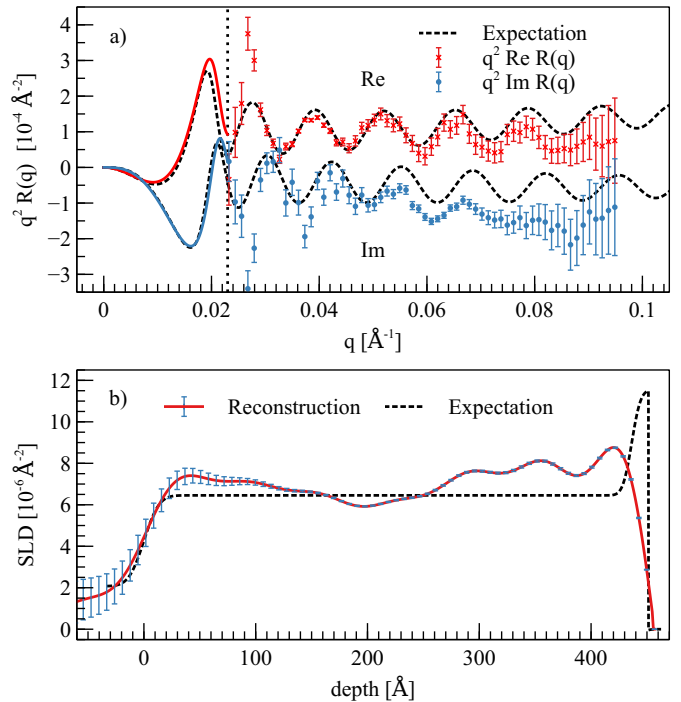 a)
Expectation
q² Re R(q)
q² Im R(q)
Re
Im
q² R(q) [10⁻⁴ Å⁻²]
4
3
2
1
0
−1
−2
−3
0
0.02
0.04
0.06
0.08
0.1
q [Å⁻¹]
b)
Reconstruction
Expectation
SLD [10⁻⁶ Å⁻²]
12
10
8
6
4
2
0
0
100
200
300
400
depth [Å]